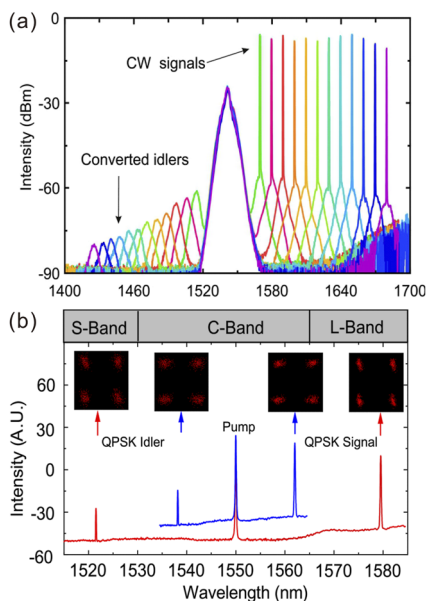 (a)
0
-30
-60
-90
Intensity (dBm)
CW signals
Converted idlers
1400 1460 1520 1580 1640 1700
(b)
S-Band C-Band L-Band
60
30
0
-30
-60
Intensity (A.U.)
QPSK Idler Pump QPSK Signal
1520 1530 1540 1550 1560 1570 1580
Wavelength (nm)